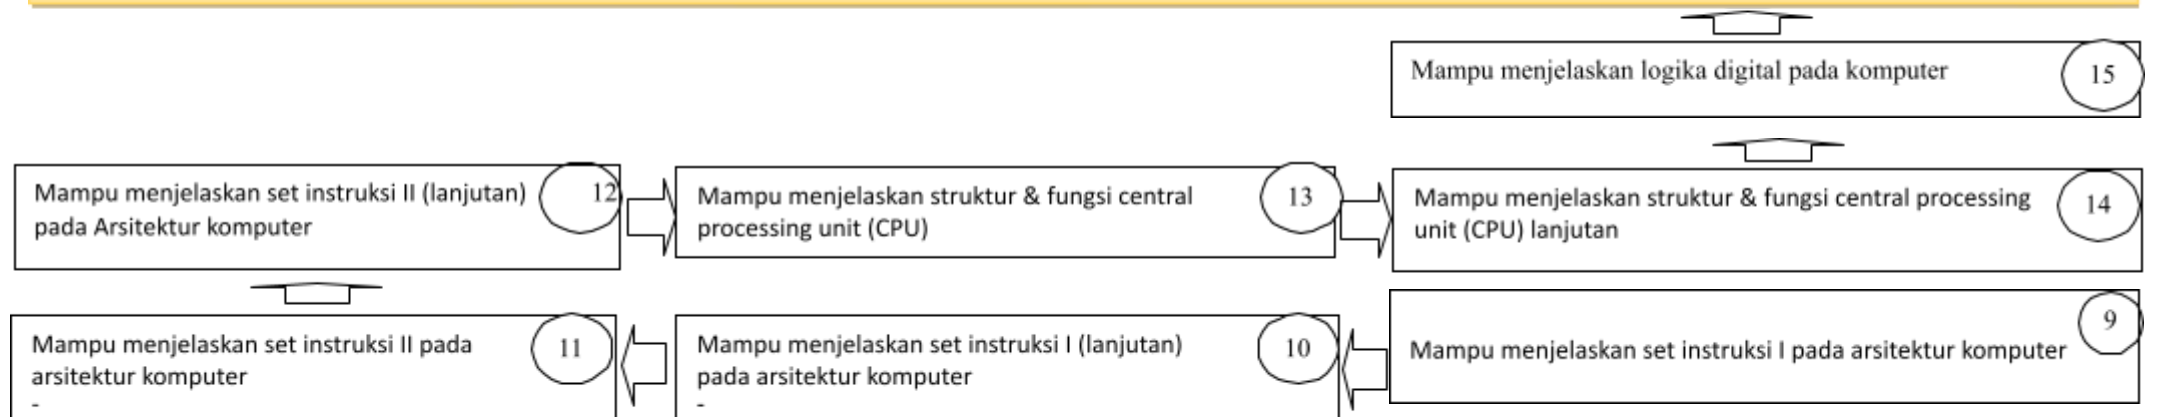 Mampu menjelaskan logika digital pada komputer
15
Mampu menjelaskan set instruksi II (lanjutan)
pada Arsitektur komputer
12
Mampu menjelaskan struktur & fungsi central
processing unit (CPU)
13
Mampu menjelaskan struktur & fungsi central processing
unit (CPU) lanjutan
14
Mampu menjelaskan set instruksi II pada
arsitektur komputer
-
11
Mampu menjelaskan set instruksi I (lanjutan)
pada arsitektur komputer
-
10
Mampu menjelaskan set instruksi I pada arsitektur komputer
9